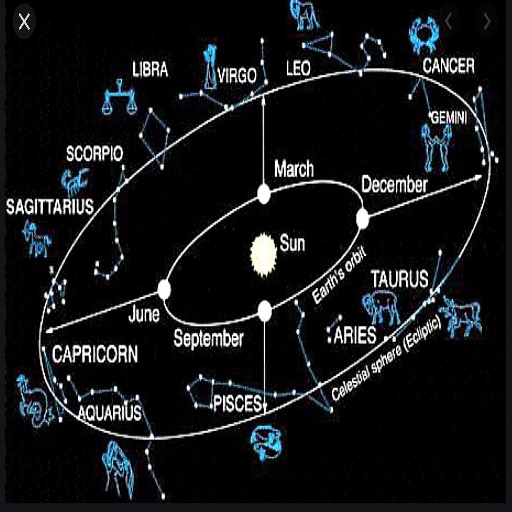 LEO
CANCER
LIBRA
VIRGO
GEMINI
SCORPIO
March
December
SAGITTARIUS
Sun
Earth's orbit
TAURUS
June
September
ARIES
CAPRICORN
Celestial sphere (Ecliptic)
AQUARIUS
PISCES